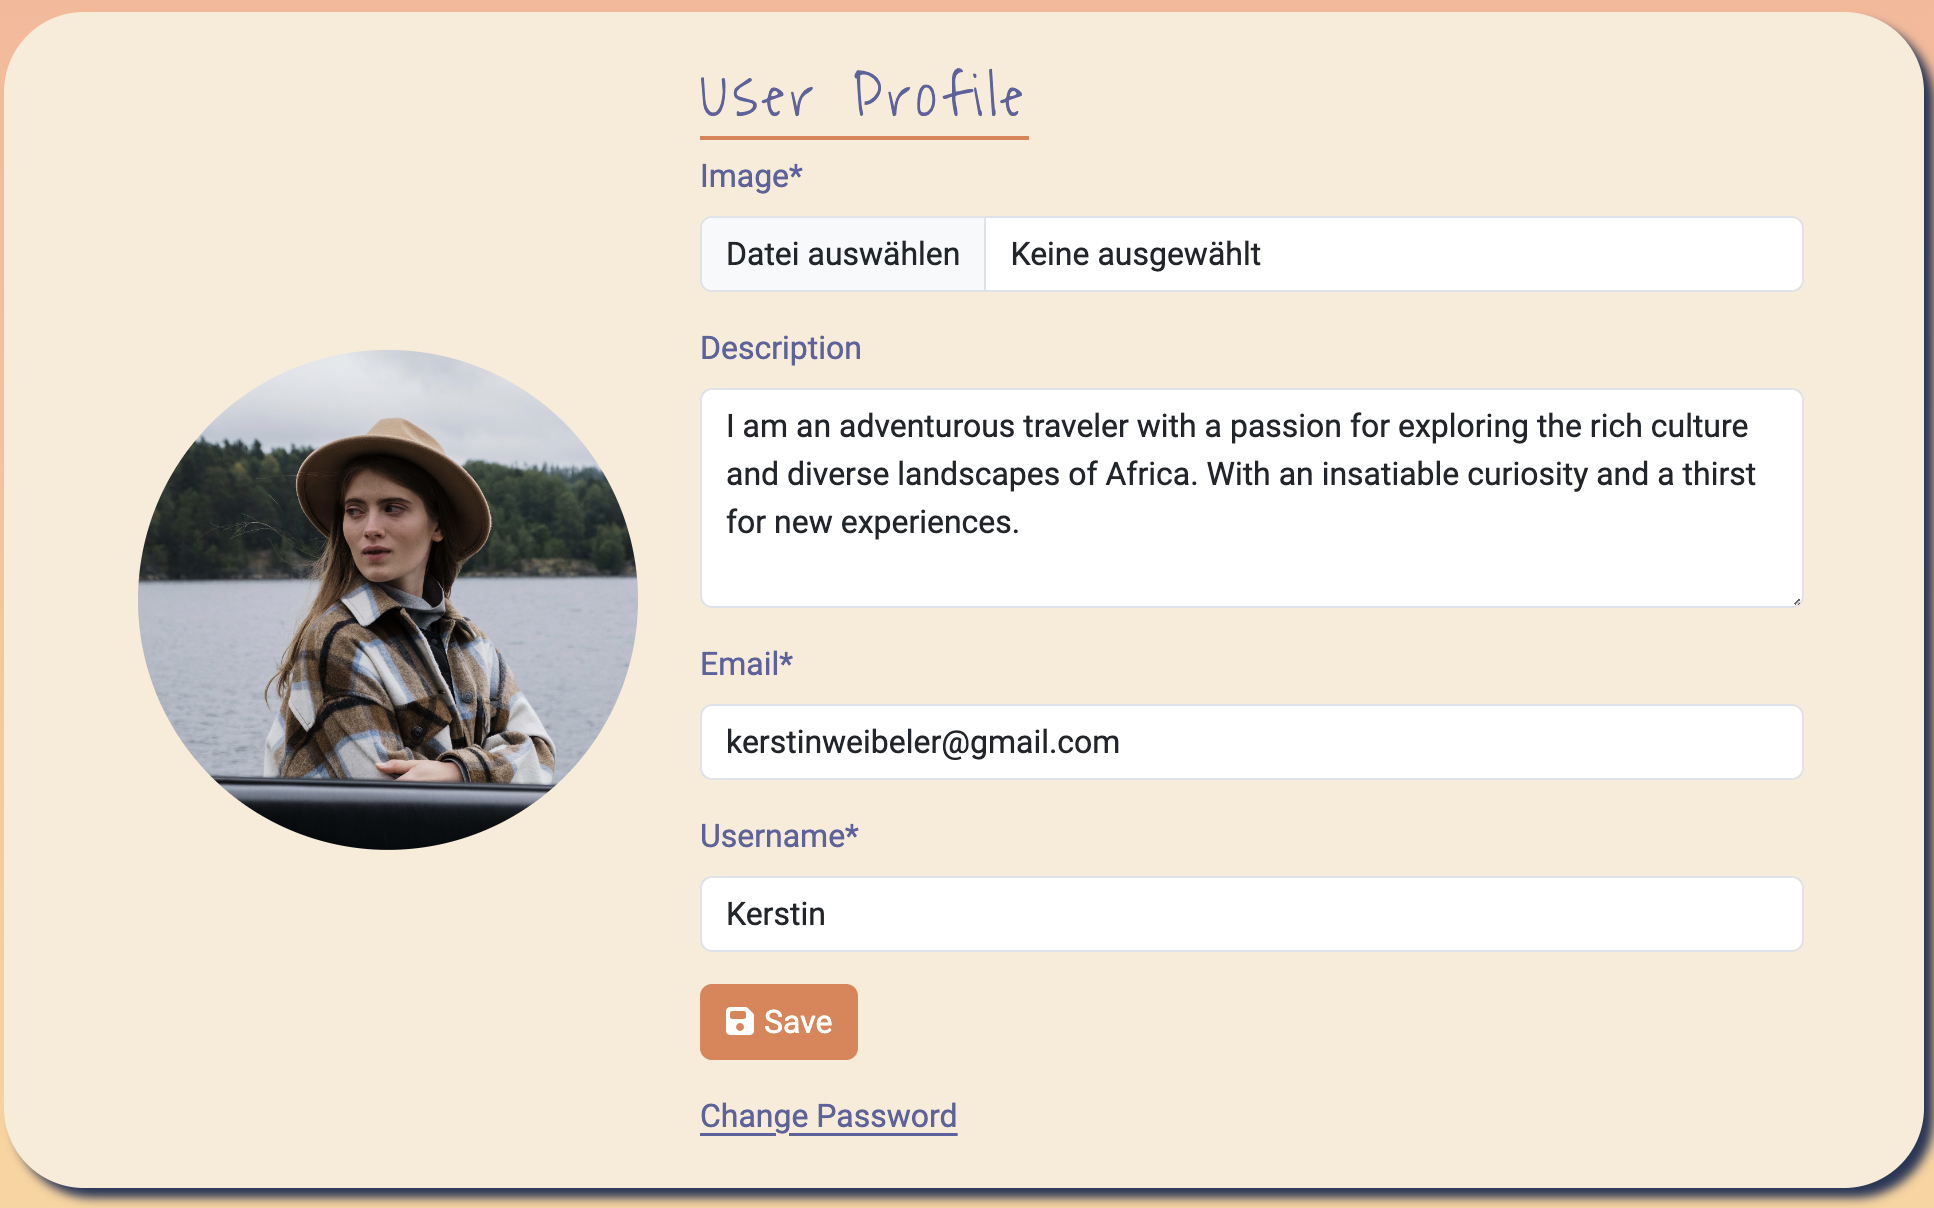 User Profile
Image*
Datei auswählen Keine ausgewählt
Description
I am an adventurous traveler with a passion for exploring the rich culture
and diverse landscapes of Africa. With an insatiable curiosity and a thirst
for new experiences.
Email*
kerstinweibeler@gmail.com
Username*
Kerstin
Save
Change Password